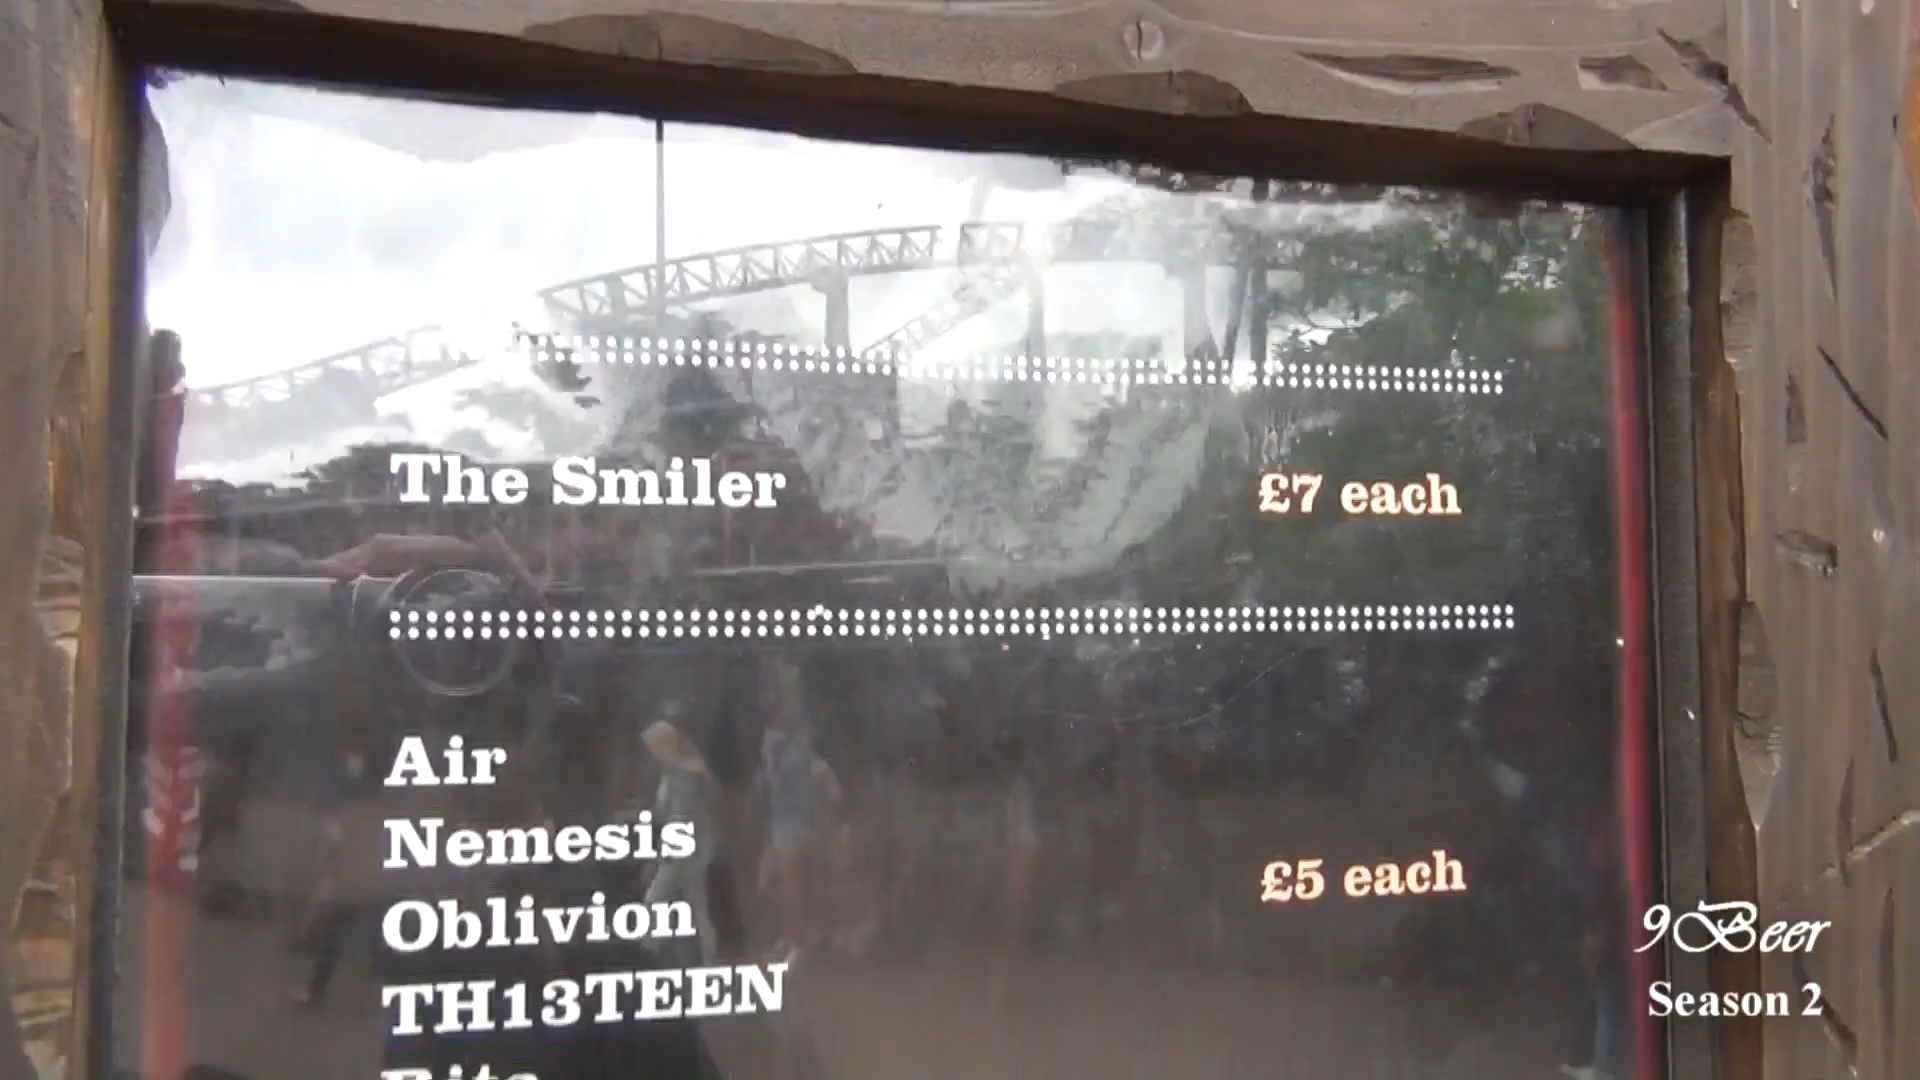 The Smiler £7 each
Air
Nemesis
£5 each
Oblivion
TH13TEEN
9Beer
Season 2